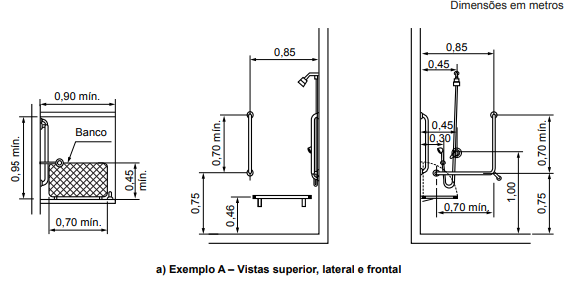 Dimensões em metros
0,90 mín.
Banco
0,95 mín.
0,45 mín.
0,70 mín.
0,85
0,70 mín.
0,75
0,46
0,85
0,45
0,45
0,30
0,70 mín.
1,00
0,70 mín.
0,75
a) Exemplo A – Vistas superior, lateral e frontal